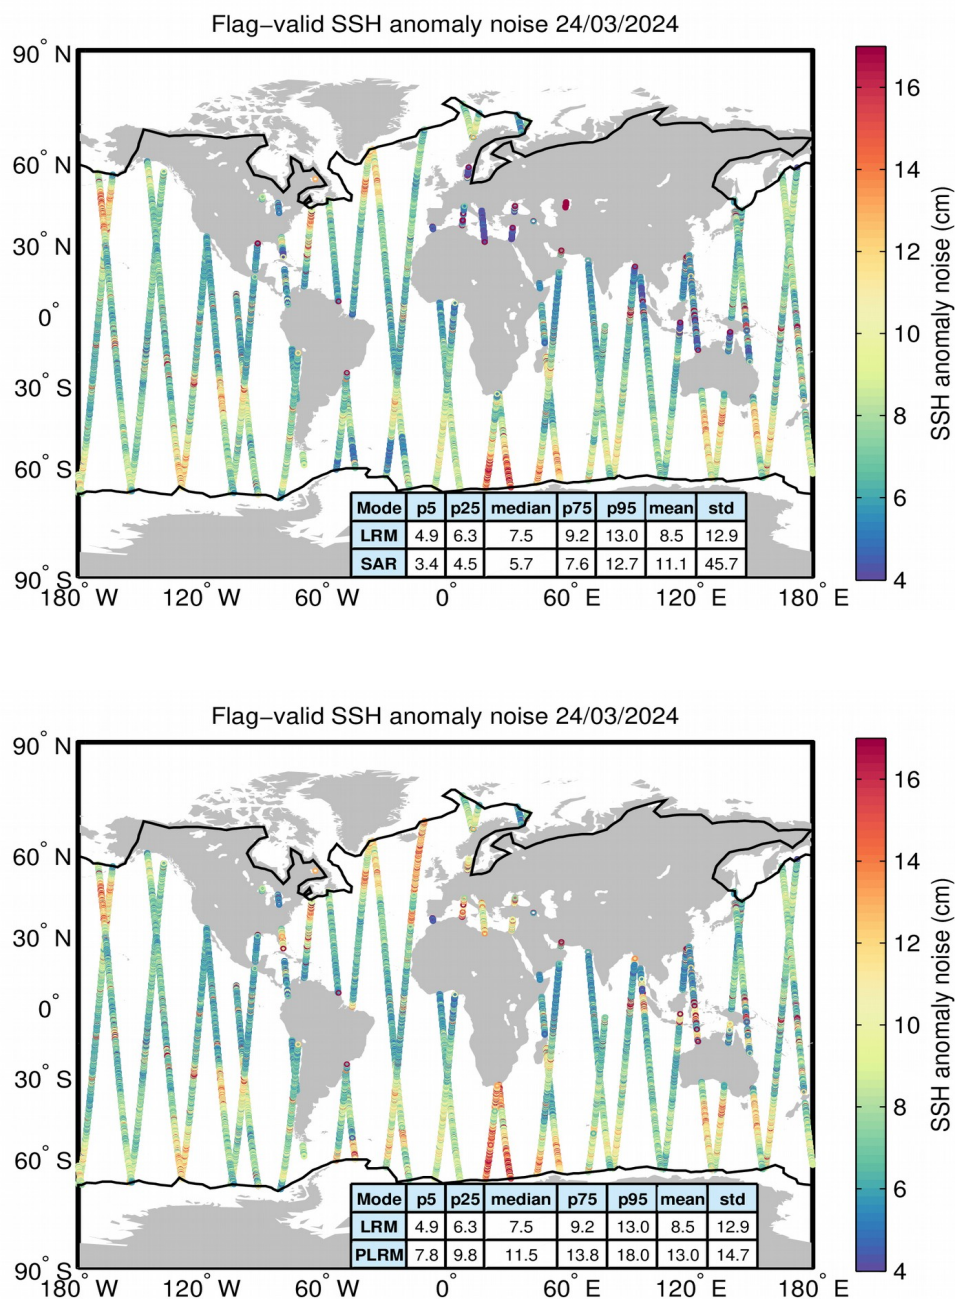 Flag−valid SSH anomaly noise 24/03/2024
90° N
60° N
30° N
0°
30° S
60° S
90° S
180° W 120° W 60° W 0° 60° E 120° E 180° E
Mode p5 p25 median p75 p95 mean std
LRM 4.9 6.3 7.5 9.2 13.0 8.5 12.9
SAR 3.4 4.5 5.7 7.6 12.7 11.1 45.7
16
14
12
10
8
6
4
SSH anomaly noise (cm)
Flag−valid SSH anomaly noise 24/03/2024
90° N
60° N
30° N
0°
30° S
60° S
90° S
180° W 120° W 60° W 0° 60° E 120° E 180° E
Mode p5 p25 median p75 p95 mean std
LRM 4.9 6.3 7.5 9.2 13.0 8.5 12.9
PLRM 7.8 9.8 11.5 13.8 18.0 13.0 14.7
16
14
12
10
8
6
4
SSH anomaly noise (cm)